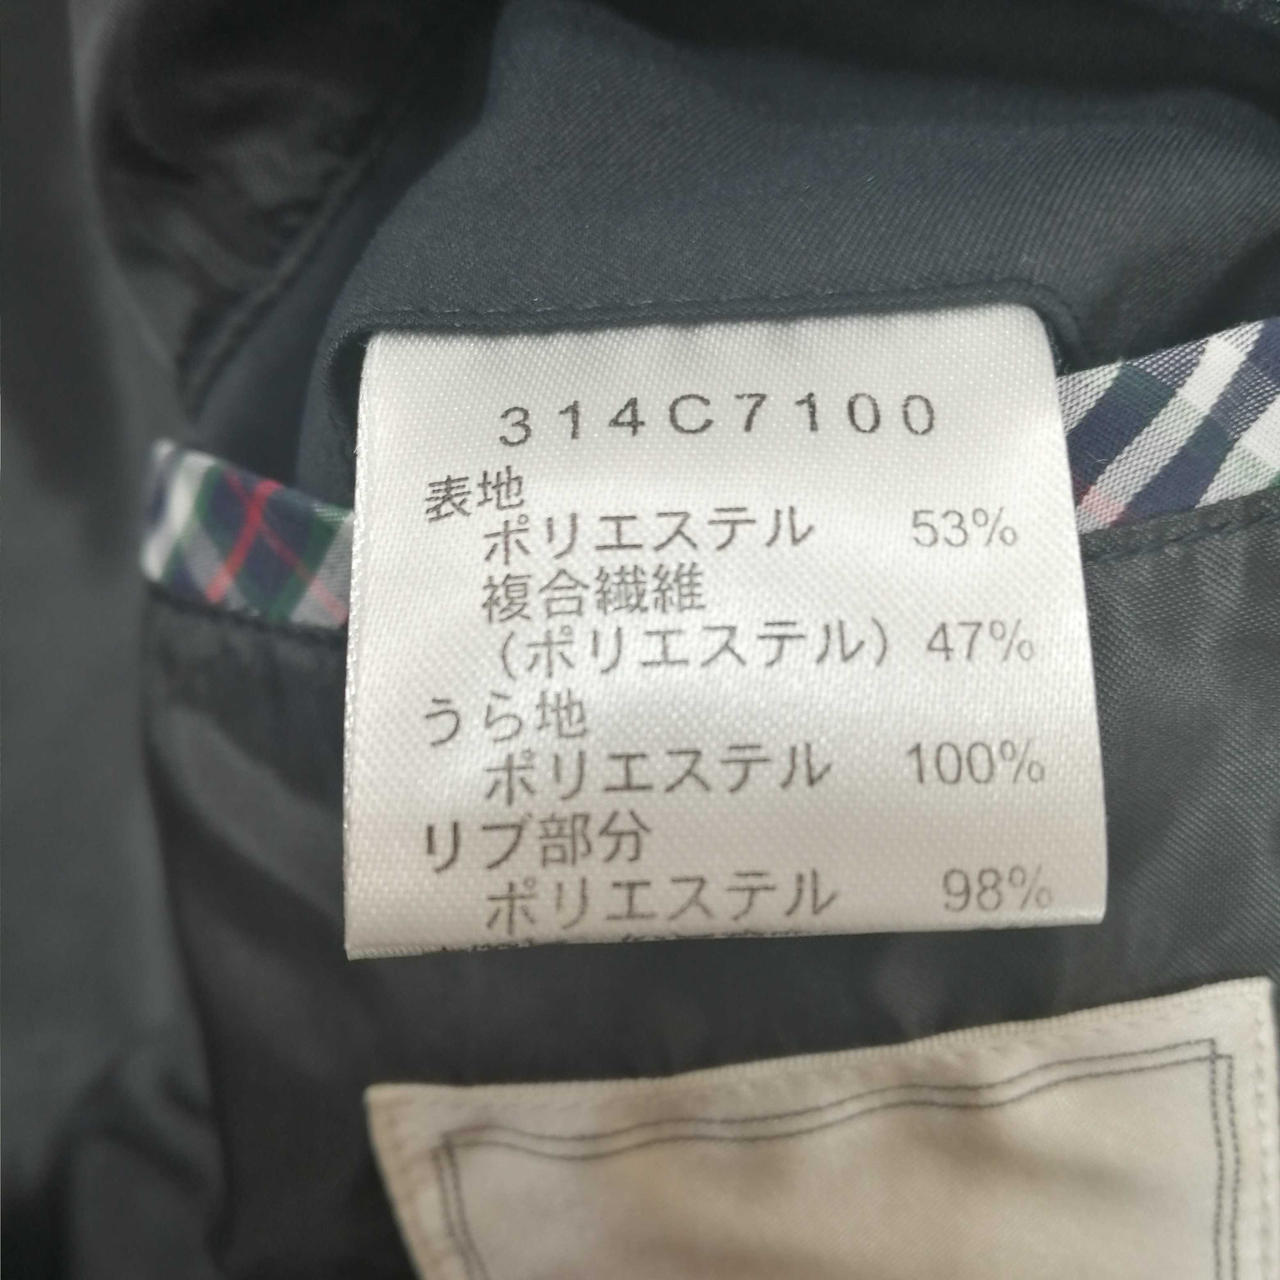 314C7100
表地
ポリエステル 53%
複合繊維
(ポリエステル) 47%
うら地
ポリエステル 100%
リブ部分
ポリエステル 98%